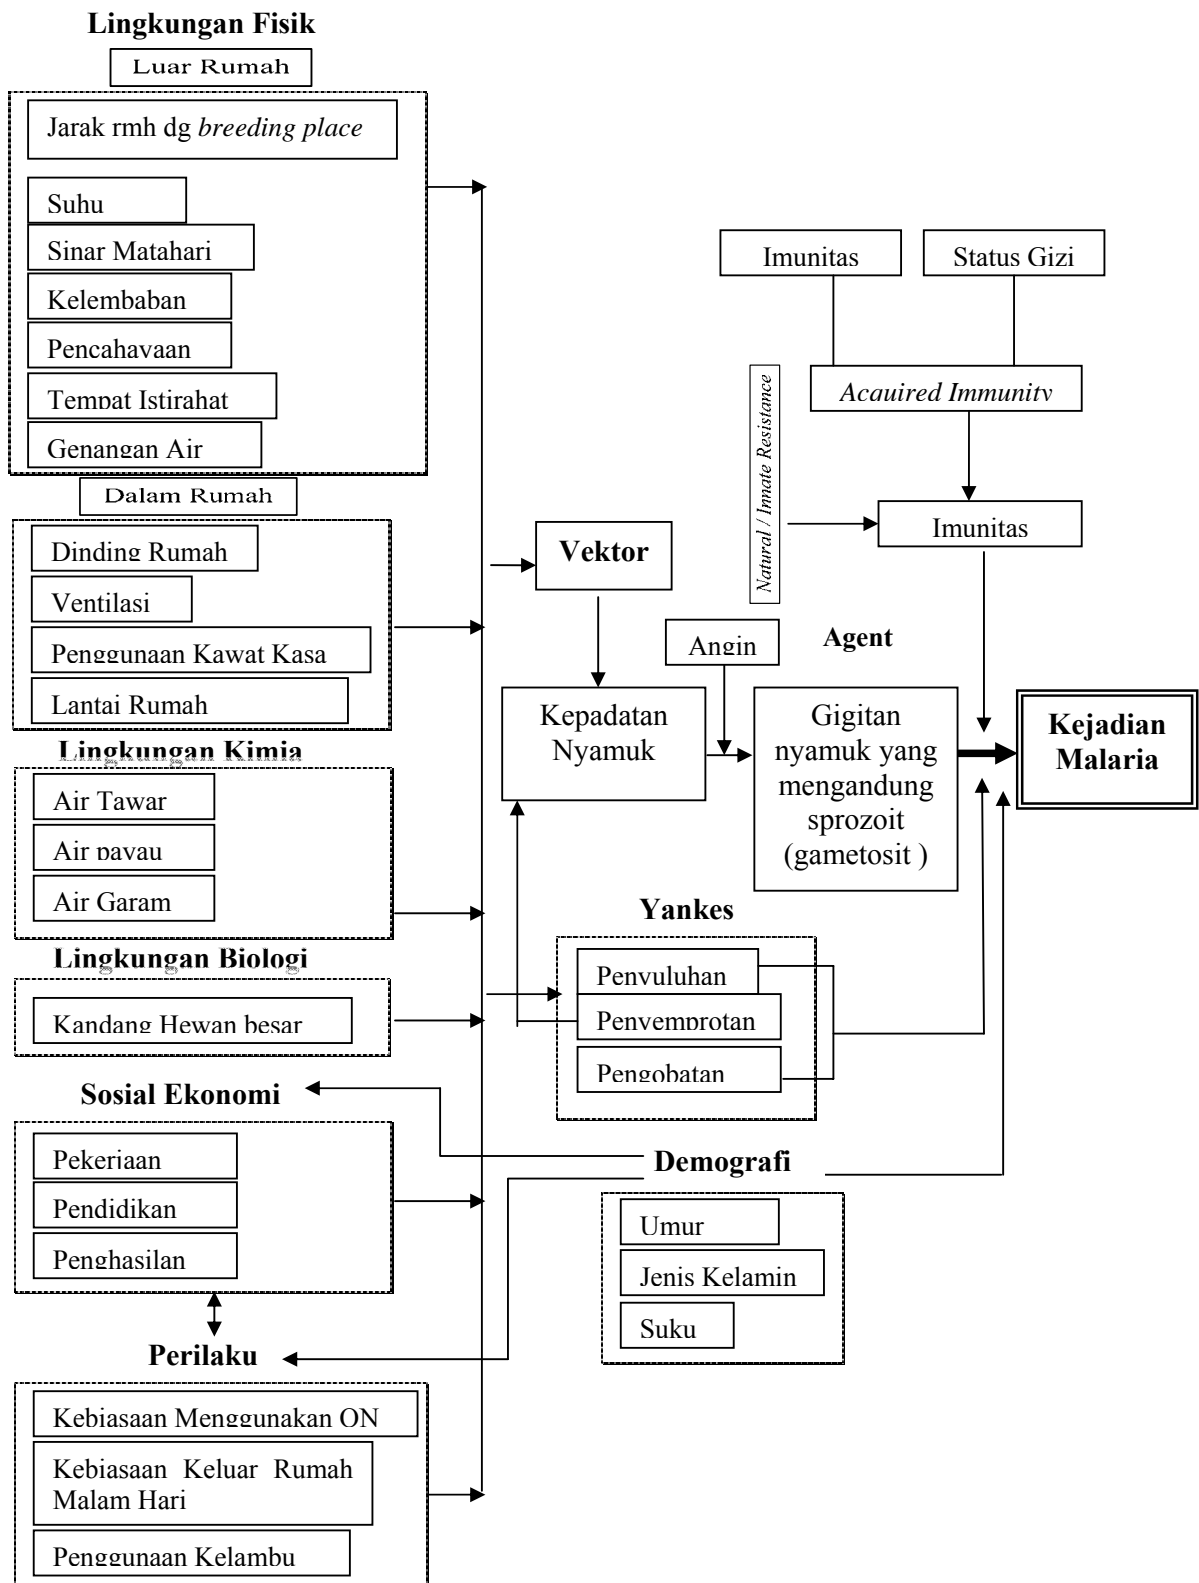 Lingkungan Fisik
Luar Rumah
Jarak rmh dg breeding place
Suhu
Sinar Matahari
Kelembaban
Pencahayaan
Tempat Istirahat
Genangan Air
Dalam Rumah
Dinding Rumah
Ventilasi
Penggunaan Kawat Kasa
Lantai Rumah
Lingkungan Kimia
Air Tawar
Air payau
Air Garam
Lingkungan Biologi
Kandang Hewan besar
Sosial Ekonomi
Pekerjaan
Pendidikan
Penghasilan
Perilaku
Kebiasaan Menggunakan ON
Kebiasaan Keluar Rumah
Malam Hari
Penggunaan Kelambu
Vektor
Kepadatan
Nyamuk
Angin
Agent
Gigitan
nyamuk yang
mengandung
sprozoit
(gametosit )
Imunitas
Status Gizi
Acquired Immunity
Natural / Innate Resistance
Imunitas
Kejadian
Malaria
Yankes
Penyuluhan
Penyemprotan
Pengobatan
Demografi
Umur
Jenis Kelamin
Suku